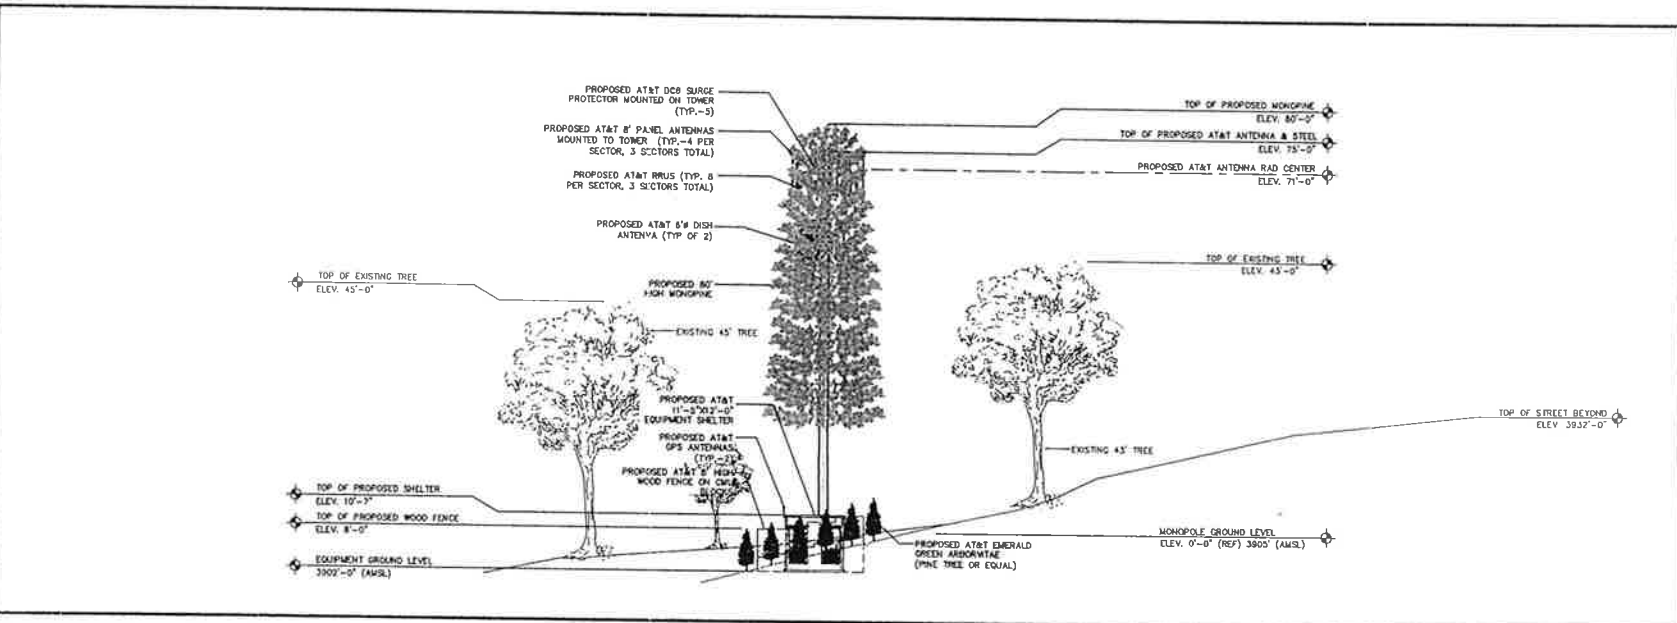 PROPOSED AT&T DC6 SURGE
PROTECTOR MOUNTED ON TOWER
(TYP.-5)
PROPOSED AT&T 8' PANEL ANTENNAS
MOUNTED TO TOWER (TYP.-4 PER
SECTOR, 3 SECTORS TOTAL)
PROPOSED AT&T RRUS (TYP. 8
PER SECTOR, 3 SECTORS TOTAL)
PROPOSED AT&T 6'Ø DISH
ANTENNA (TYP OF 2)
PROPOSED 80'
HIGH MONOPINE
TOP OF PROPOSED MONOPINE
ELEV. 80'-0"
TOP OF PROPOSED AT&T ANTENNA & STEEL
ELEV. 75'-0"
PROPOSED AT&T ANTENNA RAD CENTER
ELEV. 71'-0"
TOP OF EXISTING TREE
ELEV. 45'-0"
TOP OF EXISTING TREE
ELEV. 43'-0"
EXISTING 45' TREE
PROPOSED AT&T
11'-5"X12'-0"
EQUIPMENT SHELTER
PROPOSED AT&T
GPS ANTENNAS
(TYP.-2)
PROPOSED AT&T 8' HIGH
WOOD FENCE ON CMU
BLOCKS
TOP OF STREET BEYOND
ELEV 3932'-0"
EXISTING 43' TREE
TOP OF PROPOSED SHELTER
ELEV. 10'-7"
TOP OF PROPOSED WOOD FENCE
ELEV. 8'-0"
EQUIPMENT GROUND LEVEL
3902'-0" (AMSL)
MONOPOLE GROUND LEVEL
ELEV. 0'-0" (REF) 3905' (AMSL)
PROPOSED AT&T EMERALD
GREEN ARBORVITAE
(PINE TREE OR EQUAL)